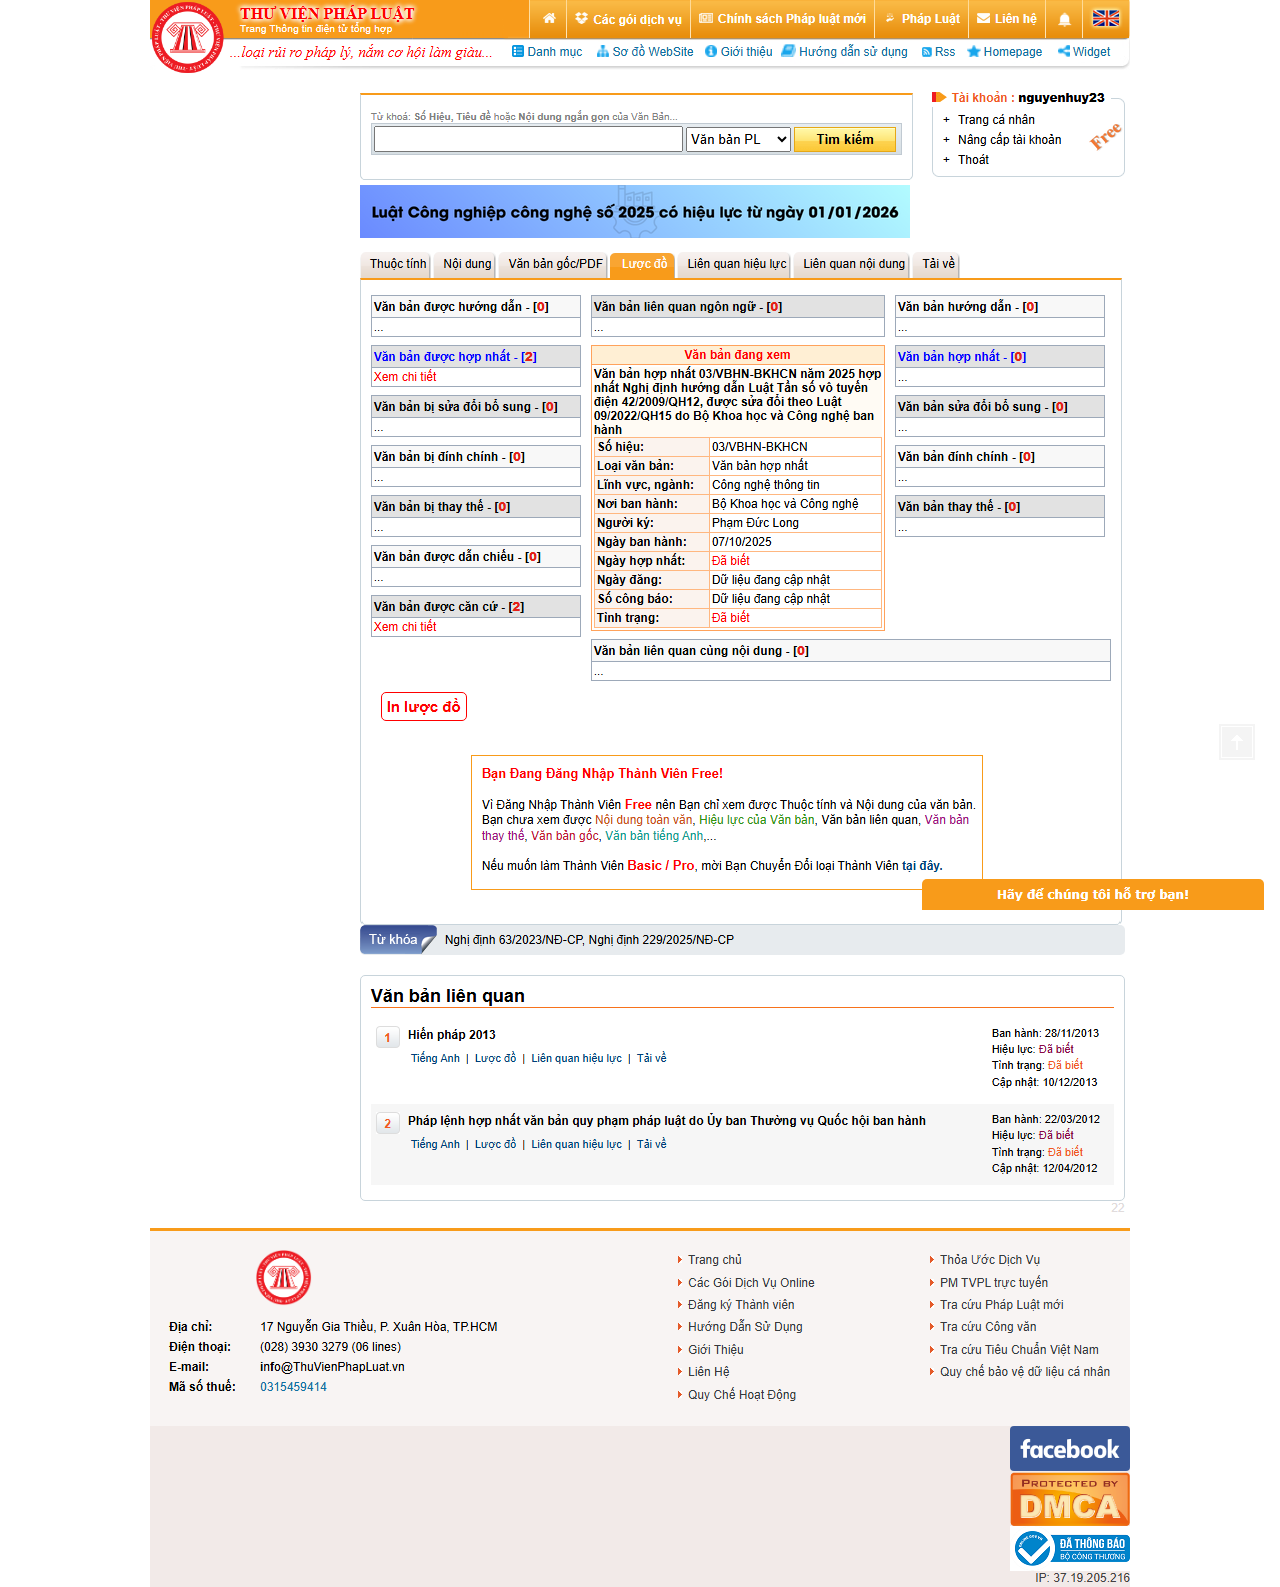 THƯ VIỆN PHÁP LUẬT
Trang Thông tin điện tử tổng hợp
Các gói dịch vụ
Chính sách Pháp luật mới
Pháp Luật
Liên hệ
...loại rủi ro pháp lý, nắm cơ hội làm giàu...
Danh mục
Sơ đồ WebSite
Giới thiệu
Hướng dẫn sử dụng
Rss
Homepage
Widget
Từ khoá: Số Hiệu, Tiêu đề hoặc Nội dung ngắn gọn của Văn Bản...
Văn bản PL
Tìm kiếm
Tài khoản : nguyenhuy23
+ Trang cá nhân
+ Nâng cấp tài khoản
+ Thoát
Free
Luật Công nghiệp công nghệ số 2025 có hiệu lực từ ngày 01/01/2026
Thuộc tính
Nội dung
Văn bản gốc/PDF
Lược đồ
Liên quan hiệu lực
Liên quan nội dung
Tải về
Văn bản được hướng dẫn - [0]
...
Văn bản được hợp nhất - [2]
Xem chi tiết
Văn bản bị sửa đổi bổ sung - [0]
...
Văn bản bị đính chính - [0]
...
Văn bản bị thay thế - [0]
...
Văn bản được dẫn chiếu - [0]
...
Văn bản được căn cứ - [2]
Xem chi tiết
Văn bản liên quan ngôn ngữ - [0]
...
Văn bản đang xem
Văn bản hợp nhất 03/VBHN-BKHCN năm 2025 hợp
nhất Nghị định hướng dẫn Luật Tần số vô tuyến
điện 42/2009/QH12, được sửa đổi theo Luật
09/2022/QH15 do Bộ Khoa học và Công nghệ ban
hành
Số hiệu: 03/VBHN-BKHCN
Loại văn bản: Văn bản hợp nhất
Lĩnh vực, ngành: Công nghệ thông tin
Nơi ban hành: Bộ Khoa học và Công nghệ
Người ký: Phạm Đức Long
Ngày ban hành: 07/10/2025
Ngày hợp nhất: Đã biết
Ngày đăng: Dữ liệu đang cập nhật
Số công báo: Dữ liệu đang cập nhật
Tình trạng: Đã biết
Văn bản hướng dẫn - [0]
...
Văn bản hợp nhất - [0]
...
Văn bản sửa đổi bổ sung - [0]
...
Văn bản đính chính - [0]
...
Văn bản thay thế - [0]
...
Văn bản liên quan cùng nội dung - [0]
...
In lược đồ
Bạn Đang Đăng Nhập Thành Viên Free!
Vì Đăng Nhập Thành Viên Free nên Bạn chỉ xem được Thuộc tính và Nội dung của văn bản.
Bạn chưa xem được Nội dung toàn văn, Hiệu lực của Văn bản, Văn bản liên quan, Văn bản
thay thế, Văn bản gốc, Văn bản tiếng Anh,...
Nếu muốn làm Thành Viên Basic / Pro, mời Bạn Chuyển Đổi loại Thành Viên tại đây.
Hãy để chúng tôi hỗ trợ bạn!
Từ khóa
Nghị định 63/2023/NĐ-CP, Nghị định 229/2025/NĐ-CP
Văn bản liên quan
1
Hiến pháp 2013
Tiếng Anh | Lược đồ | Liên quan hiệu lực | Tải về
Ban hành: 28/11/2013
Hiệu lực: Đã biết
Tình trạng: Đã biết
Cập nhật: 10/12/2013
2
Pháp lệnh hợp nhất văn bản quy phạm pháp luật do Ủy ban Thường vụ Quốc hội ban hành
Tiếng Anh | Lược đồ | Liên quan hiệu lực | Tải về
Ban hành: 22/03/2012
Hiệu lực: Đã biết
Tình trạng: Đã biết
Cập nhật: 12/04/2012
22
Địa chỉ: 17 Nguyễn Gia Thiều, P. Xuân Hòa, TP.HCM
Điện thoại: (028) 3930 3279 (06 lines)
E-mail: info@ThuVienPhapLuat.vn
Mã số thuế: 0315459414
Trang chủ
Các Gói Dịch Vụ Online
Đăng ký Thành viên
Hướng Dẫn Sử Dụng
Giới Thiệu
Liên Hệ
Quy Chế Hoạt Động
Thỏa Ước Dịch Vụ
PM TVPL trực tuyến
Tra cứu Pháp Luật mới
Tra cứu Công văn
Tra cứu Tiêu Chuẩn Việt Nam
Quy chế bảo vệ dữ liệu cá nhân
facebook
PROTECTED BY
DMCA
ĐÃ THÔNG BÁO
BỘ CÔNG THƯƠNG
IP: 37.19.205.216